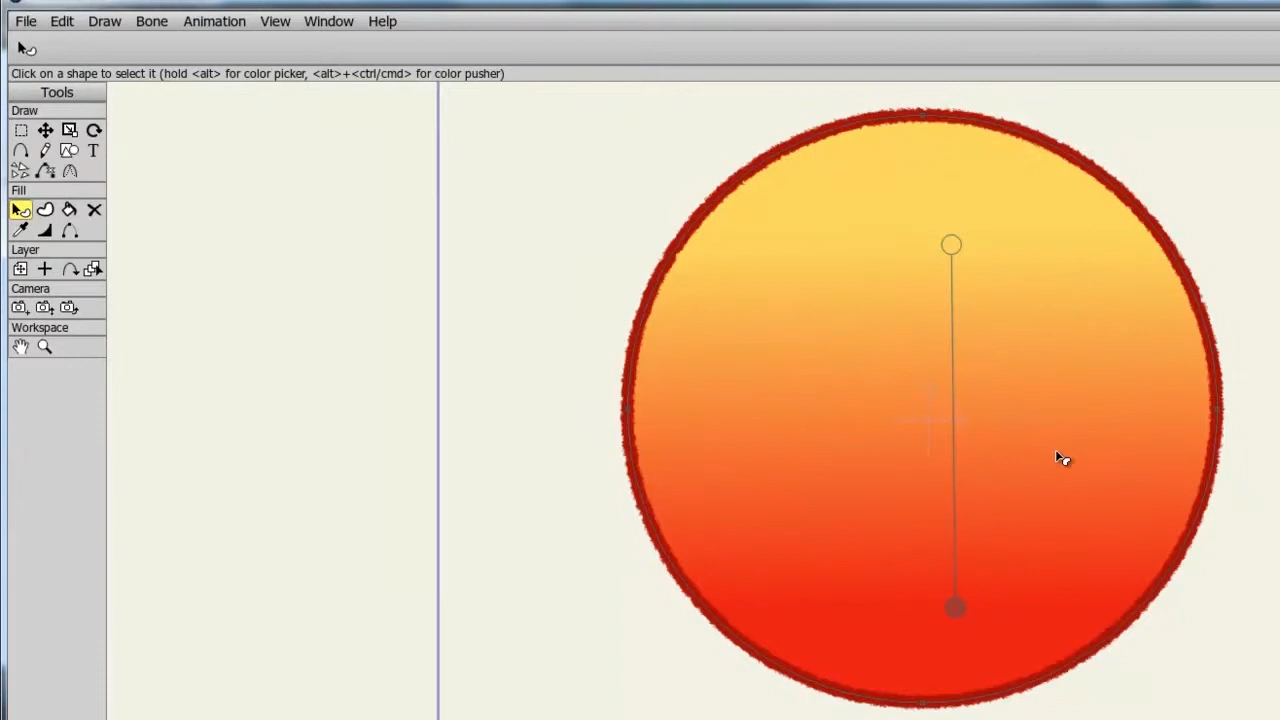 File Edit Draw Bone Animation View Window Help
Click on a shape to select it (hold <alt> for color picker, <alt>+<ctrl/cmd> for color pusher)
Tools
Draw
T
Fill
Layer
Camera
Workspace